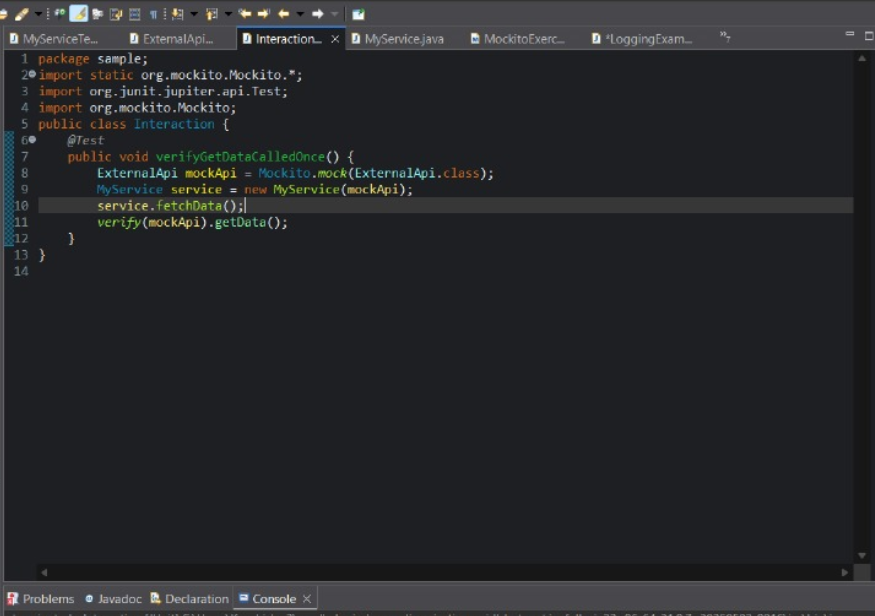 MyServiceTe... ExternalApi... Interaction... MyService.java MockitoExerc... *LoggingExam... 7
1 package sample;
2 import static org.mockito.Mockito.*;
3 import org.junit.jupiter.api.Test;
4 import org.mockito.Mockito;
5 public class Interaction {
6 @Test
7 public void verifyGetDataCalledOnce() {
8 ExternalApi mockApi = Mockito.mock(ExternalApi.class);
9 MyService service = new MyService(mockApi);
10 service.fetchData();
11 verify(mockApi).getData();
12 }
13 }
14
Problems Javadoc Declaration Console